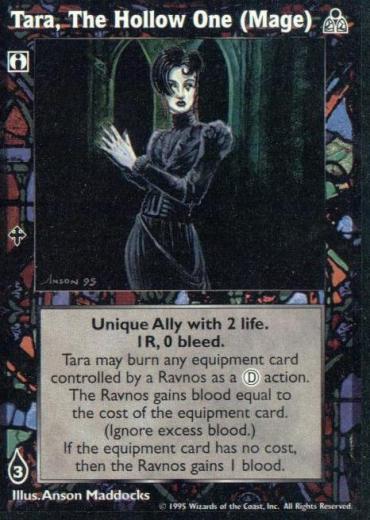 Tara, The Hollow One (Mage)
ANSON 95
Unique Ally with 2 life.
1R, 0 bleed.
Tara may burn any equipment card
controlled by a Ravnos as a Ⓓ action.
The Ravnos gains blood equal to
the cost of the equipment card.
(Ignore excess blood.)
If the equipment card has no cost,
then the Ravnos gains 1 blood.
3
Illus. Anson Maddocks
© 1995 Wizards of the Coast, Inc. All Rights Reserved.